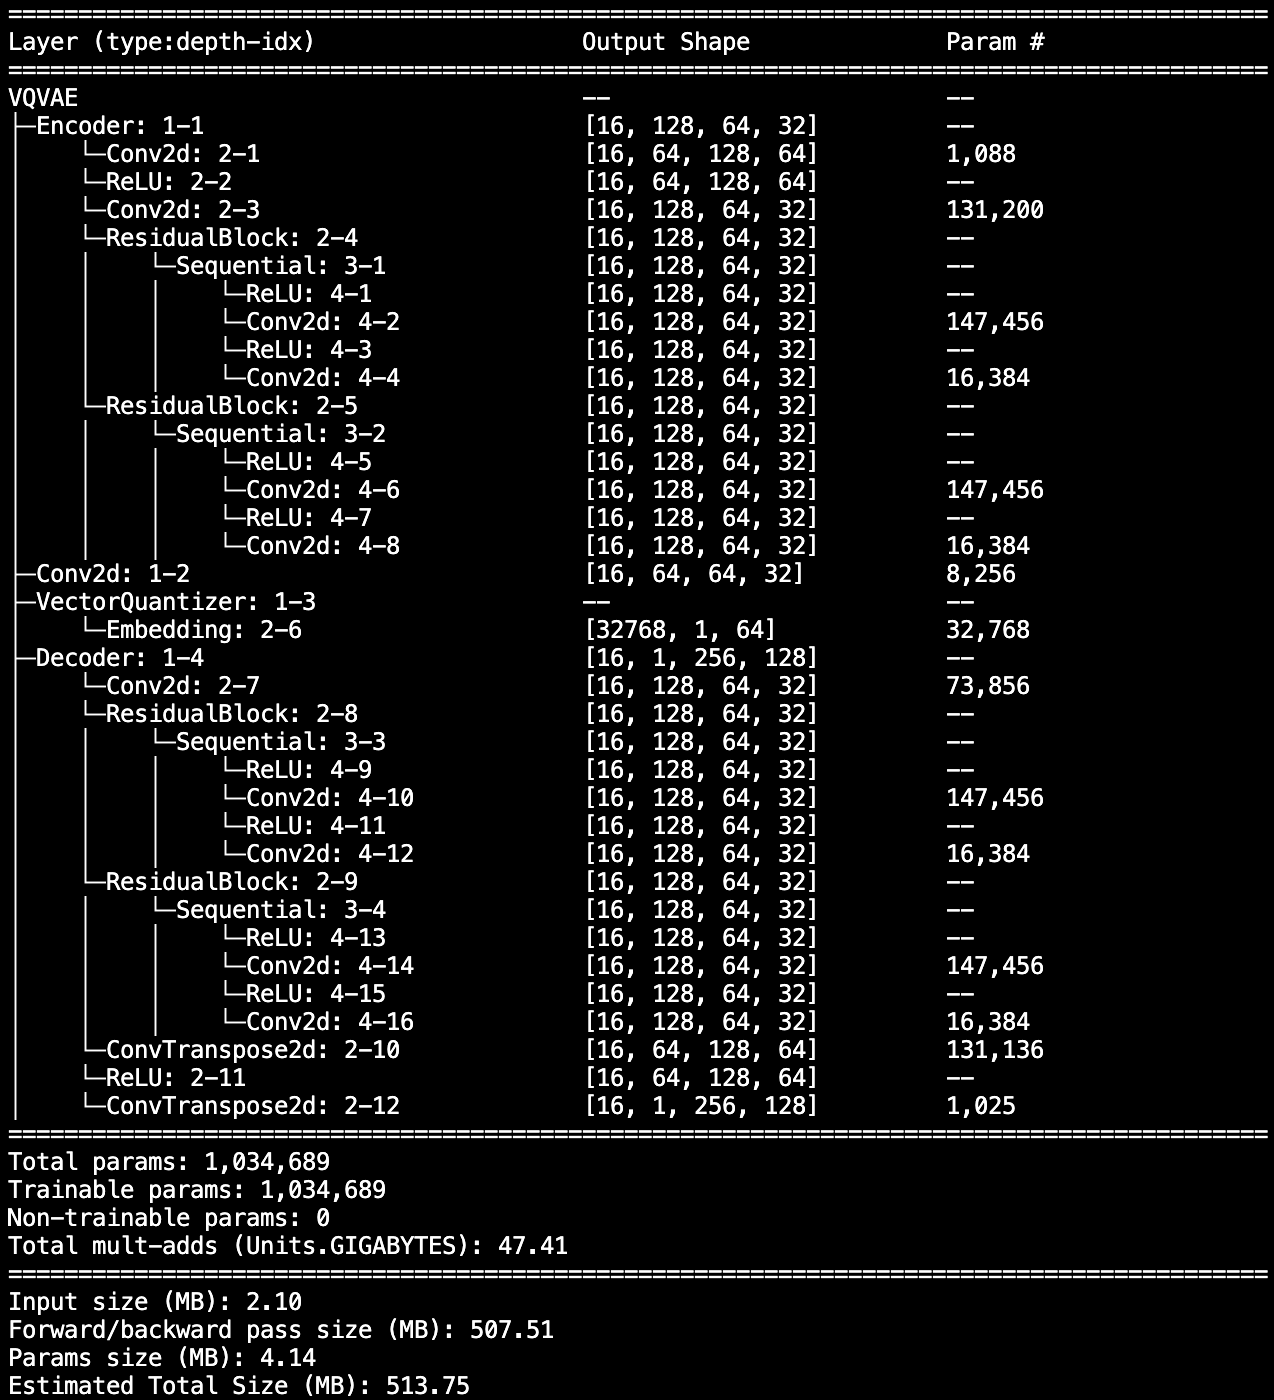 ==========================================================================================
Layer (type:depth-idx)                   Output Shape              Param #
==========================================================================================
VQVAE                                    --                        --
├─Encoder: 1-1                           [16, 128, 64, 32]         --
│    └─Conv2d: 2-1                       [16, 64, 128, 64]         1,088
│    └─ReLU: 2-2                         [16, 64, 128, 64]         --
│    └─Conv2d: 2-3                       [16, 128, 64, 32]         131,200
│    └─ResidualBlock: 2-4                [16, 128, 64, 32]         --
│    │    └─Sequential: 3-1              [16, 128, 64, 32]         --
│    │    │    └─ReLU: 4-1               [16, 128, 64, 32]         --
│    │    │    └─Conv2d: 4-2             [16, 128, 64, 32]         147,456
│    │    │    └─ReLU: 4-3               [16, 128, 64, 32]         --
│    │    │    └─Conv2d: 4-4             [16, 128, 64, 32]         16,384
│    └─ResidualBlock: 2-5                [16, 128, 64, 32]         --
│    │    └─Sequential: 3-2              [16, 128, 64, 32]         --
│    │    │    └─ReLU: 4-5               [16, 128, 64, 32]         --
│    │    │    └─Conv2d: 4-6             [16, 128, 64, 32]         147,456
│    │    │    └─ReLU: 4-7               [16, 128, 64, 32]         --
│    │    │    └─Conv2d: 4-8             [16, 128, 64, 32]         16,384
├─Conv2d: 1-2                            [16, 64, 64, 32]          8,256
├─VectorQuantizer: 1-3                   --                        --
│    └─Embedding: 2-6                    [32768, 1, 64]            32,768
├─Decoder: 1-4                           [16, 1, 256, 128]         --
│    └─Conv2d: 2-7                       [16, 128, 64, 32]         73,856
│    └─ResidualBlock: 2-8                [16, 128, 64, 32]         --
│    │    └─Sequential: 3-3              [16, 128, 64, 32]         --
│    │    │    └─ReLU: 4-9               [16, 128, 64, 32]         --
│    │    │    └─Conv2d: 4-10            [16, 128, 64, 32]         147,456
│    │    │    └─ReLU: 4-11              [16, 128, 64, 32]         --
│    │    │    └─Conv2d: 4-12            [16, 128, 64, 32]         16,384
│    └─ResidualBlock: 2-9                [16, 128, 64, 32]         --
│    │    └─Sequential: 3-4              [16, 128, 64, 32]         --
│    │    │    └─ReLU: 4-13              [16, 128, 64, 32]         --
│    │    │    └─Conv2d: 4-14            [16, 128, 64, 32]         147,456
│    │    │    └─ReLU: 4-15              [16, 128, 64, 32]         --
│    │    │    └─Conv2d: 4-16            [16, 128, 64, 32]         16,384
│    └─ConvTranspose2d: 2-10             [16, 64, 128, 64]         131,136
│    └─ReLU: 2-11                        [16, 64, 128, 64]         --
│    └─ConvTranspose2d: 2-12             [16, 1, 256, 128]         1,025
==========================================================================================
Total params: 1,034,689
Trainable params: 1,034,689
Non-trainable params: 0
Total mult-adds (Units.GIGABYTES): 47.41
==========================================================================================
Input size (MB): 2.10
Forward/backward pass size (MB): 507.51
Params size (MB): 4.14
Estimated Total Size (MB): 513.75